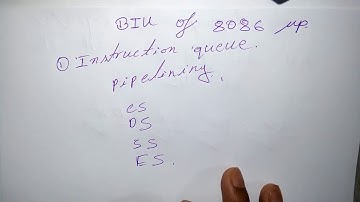 BIU of 8086 μp
① Instruction queue.
pipelining.
CS
DS
SS
ES.